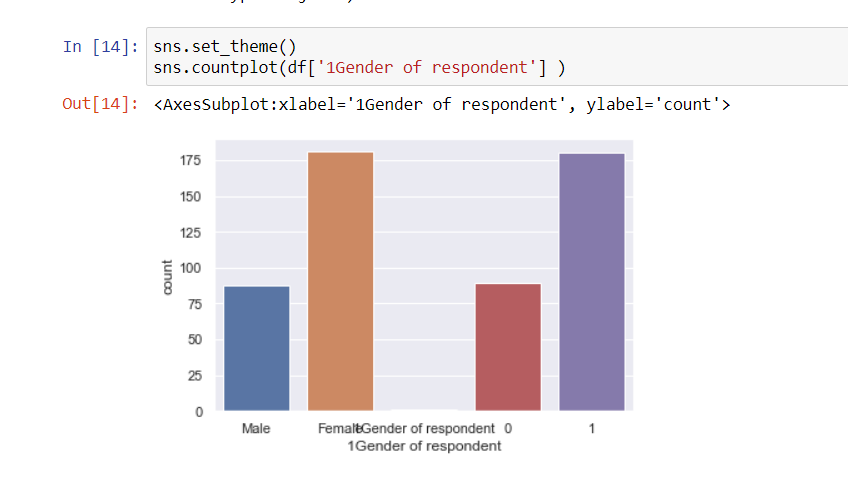 In [14]: sns.set_theme()
sns.countplot(df['1Gender of respondent'] )
Out[14]: <AxesSubplot:xlabel='1Gender of respondent', ylabel='count'>
175
150
125
100
75
50
25
0
count
Male Female 1Gender of respondent 0 1
1Gender of respondent